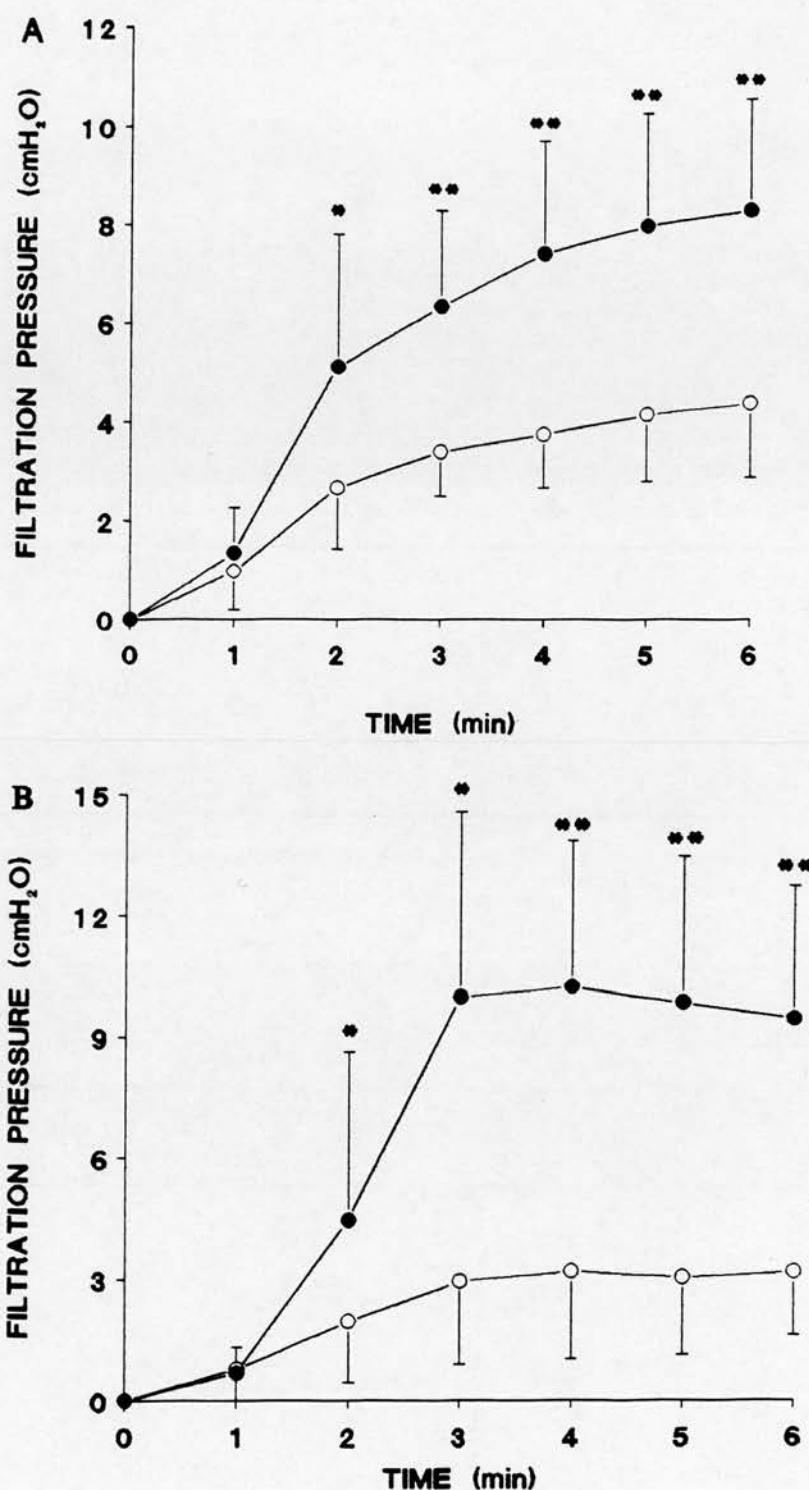 A
12
10
8
6
4
2
0
FILTRATION PRESSURE (cmH₂O)
* ** ** ** **
0 1 2 3 4 5 6
TIME (min)
B
15
12
9
6
3
0
FILTRATION PRESSURE (cmH₂O)
* * ** ** **
0 1 2 3 4 5 6
TIME (min)